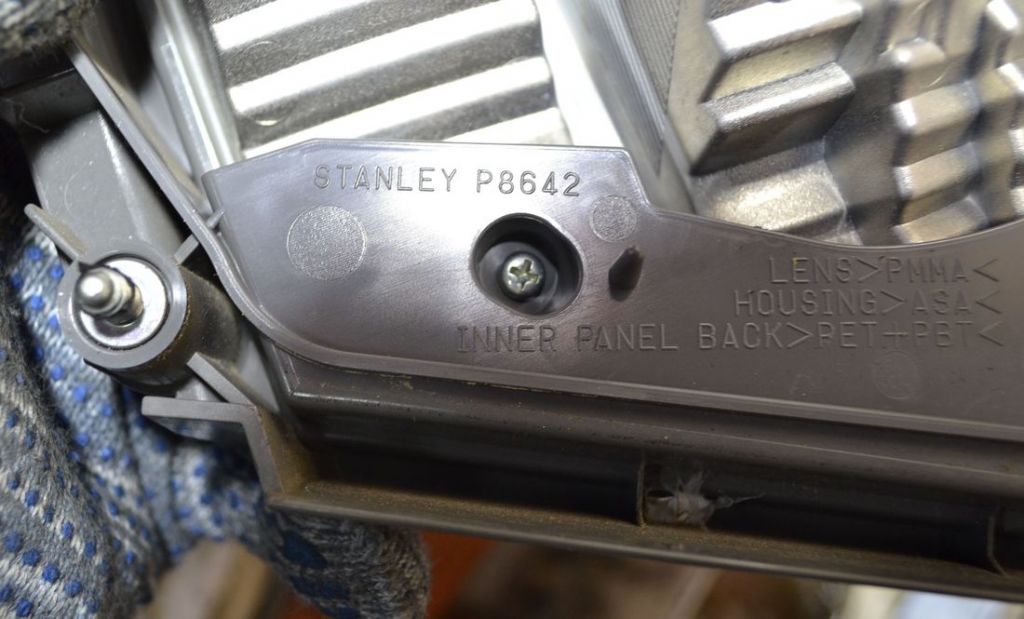 STANLEY P8642
LENS>PMMA<
HOUSING>ASA<
INNER PANEL BACK>PET+PBT<